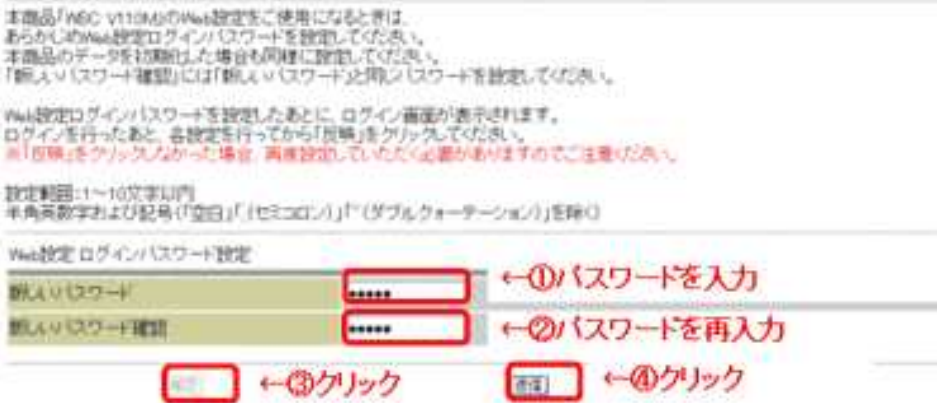 本商品「WBC V110M」のWeb設定をご使用になるときは、
あらかじめWeb設定ログインパスワードを設定してください。
本商品のデータを初期化した場合も同様に設定してください。
「新しいパスワード確認」には「新しいパスワード」と同じパスワードを設定してください。
Web設定ログインパスワードを設定したあとに、ログイン画面が表示されます。
ログインを行ったあと、各設定を行ってから「反映」をクリックしてください。
※「反映」をクリックしなかった場合、再度設定していただく必要がありますのでご注意ください。
設定範囲:1~10文字以内
半角英数字および記号(「空白」「;(セミコロン)」「"(ダブルクォーテーション)」を除く)
Web設定 ログインパスワード設定
新しいパスワード ●●●●● ←①パスワードを入力
新しいパスワード確認 ●●●●● ←②パスワードを再入力
←③クリック ←④クリック